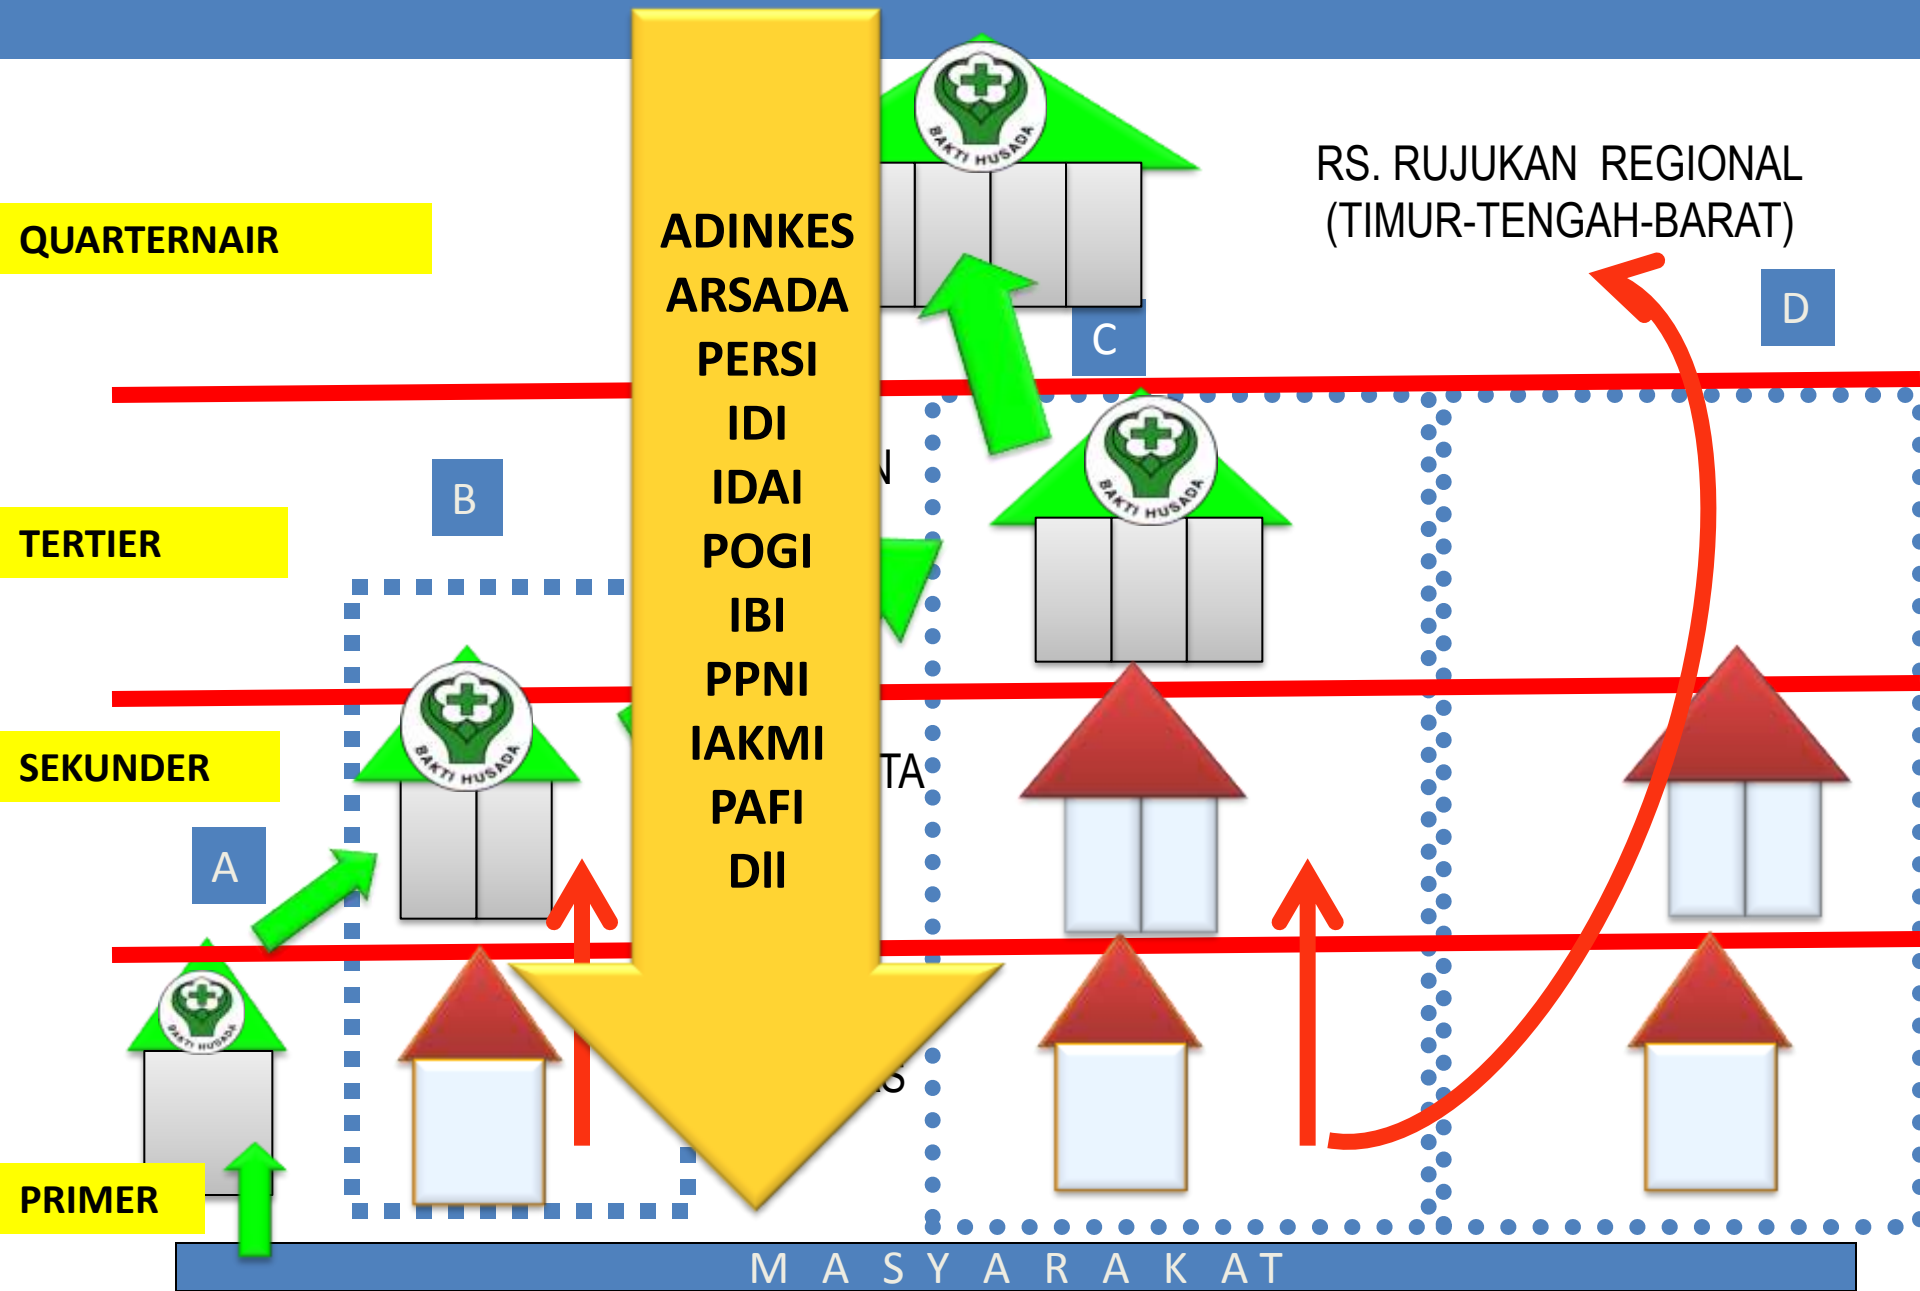 BAKTI HUSADA
RS. RUJUKAN REGIONAL
(TIMUR-TENGAH-BARAT)
QUARTERNAIR
ADINKES
ARSADA
PERSI
IDI
IDAI
POGI
IBI
PPNI
IAKMI
PAFI
Dll
D
C
B
BAKTI HUSADA
TERTIER
BAKTI HUSADA
SEKUNDER
TA
A
BAKTI HUSADA
PRIMER
M A S Y A R A K A T